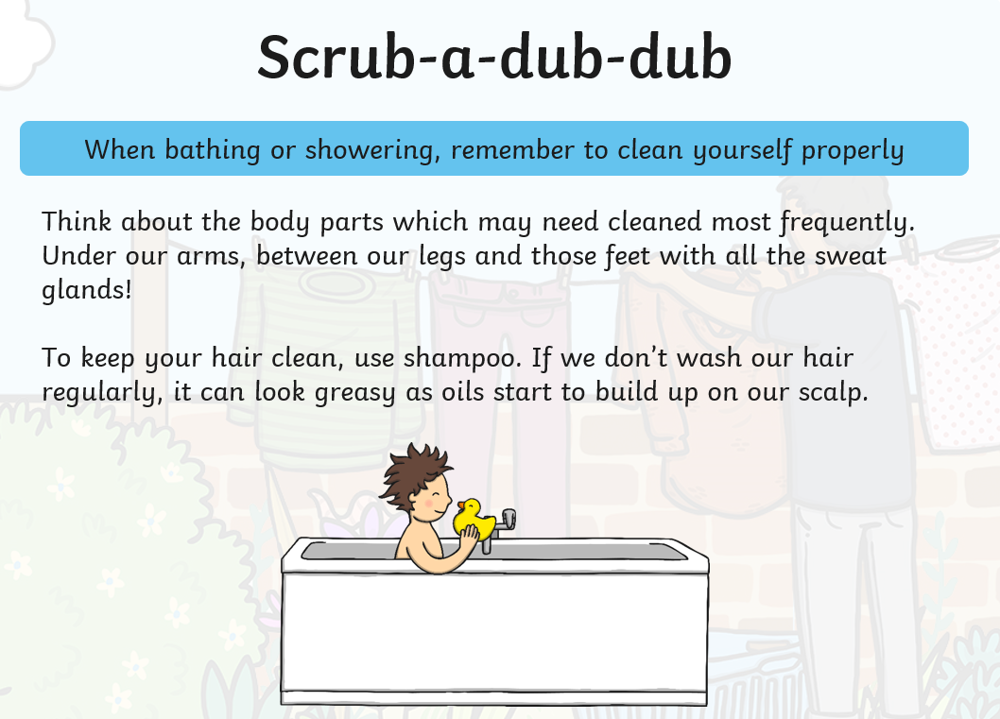 Scrub-a-dub-dub
When bathing or showering, remember to clean yourself properly
Think about the body parts which may need cleaned most frequently.
Under our arms, between our legs and those feet with all the sweat
glands!
To keep your hair clean, use shampoo. If we don’t wash our hair
regularly, it can look greasy as oils start to build up on our scalp.